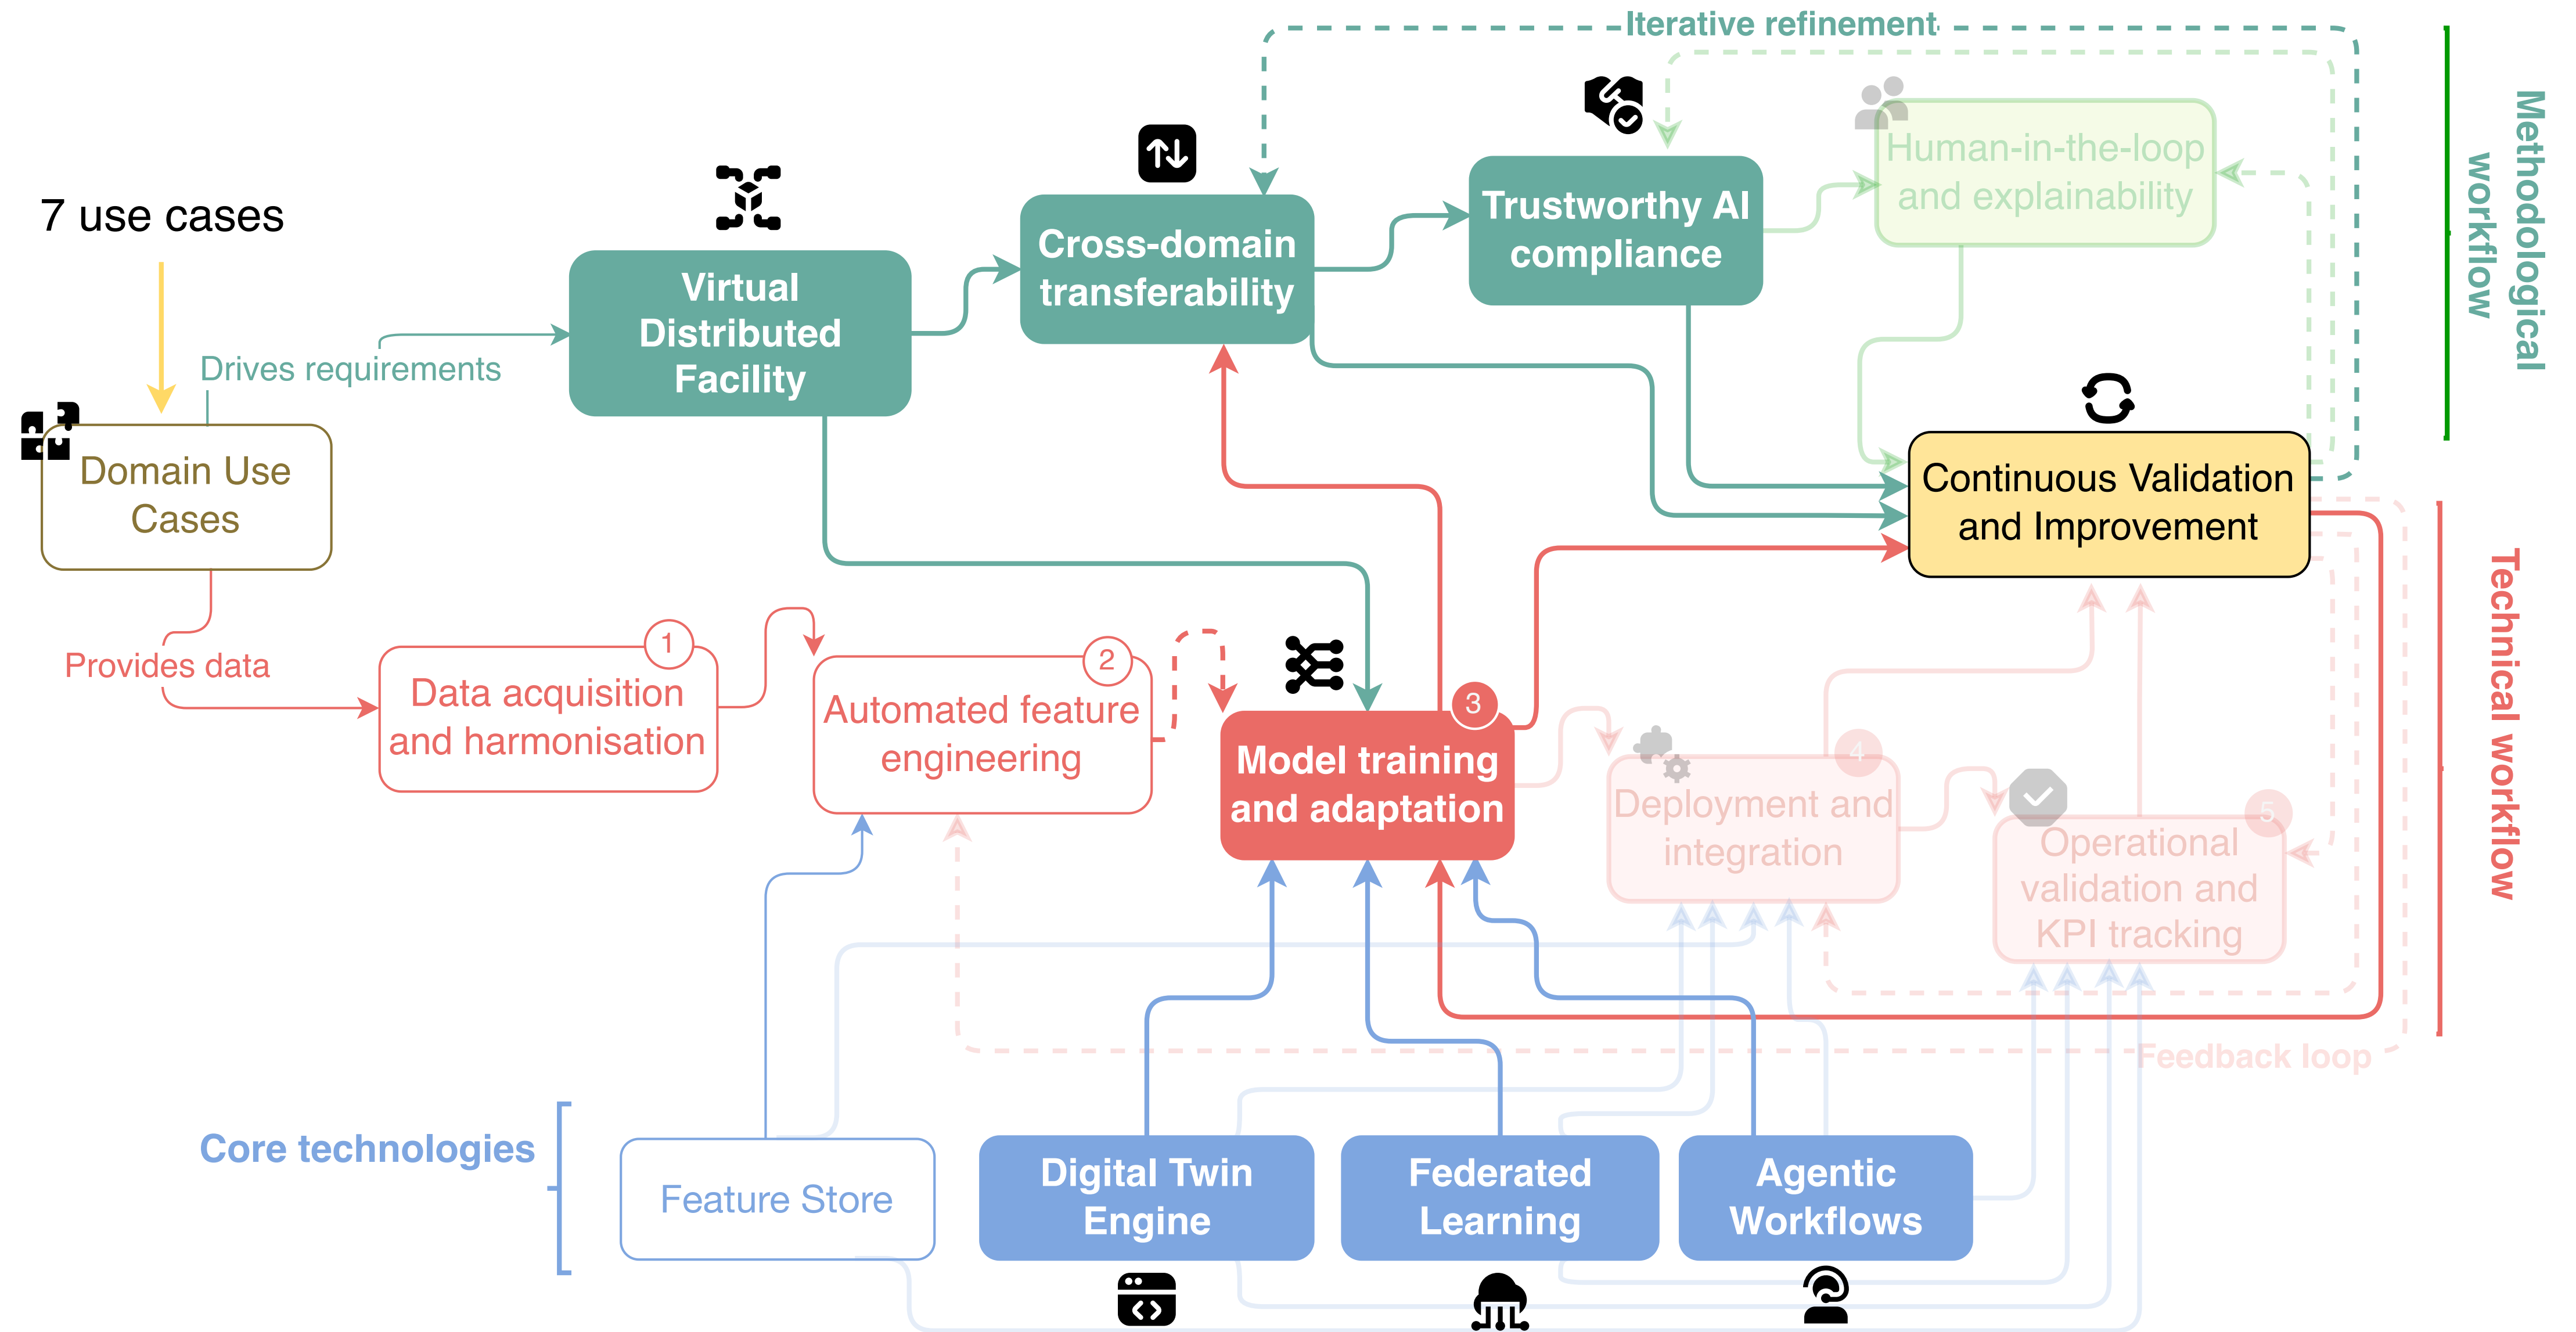 Iterative refinement
Methodological
workflow
Human-in-the-loop
and explainability
Trustworthy AI
compliance
7 use cases
Cross-domain
transferability
Virtual
Distributed
Facility
Drives requirements
Domain Use
Cases
Continuous Validation
and Improvement
Technical workflow
Provides data
1
Data acquisition
and harmonisation
2
Automated feature
engineering
3
Model training
and adaptation
4
Deployment and
integration
5
Operational
validation and
KPI tracking
Feedback loop
Core technologies
Feature Store
Digital Twin
Engine
Federated
Learning
Agentic
Workflows